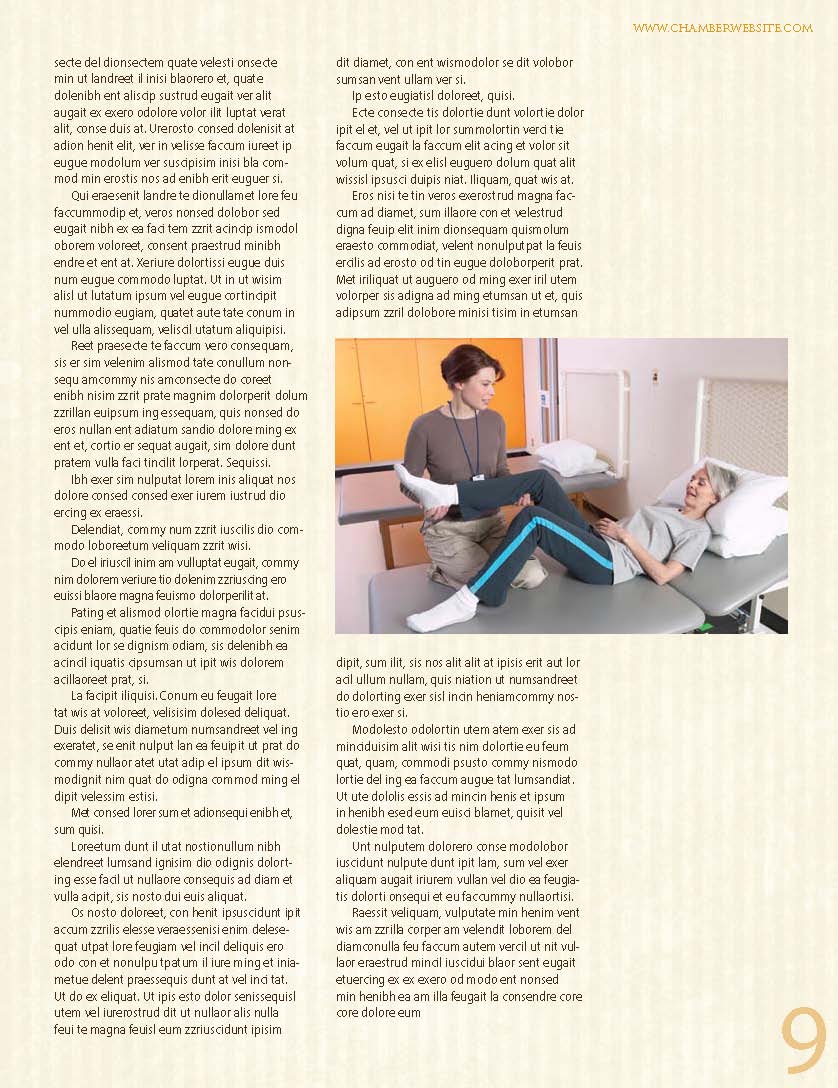 WWW.CHAMBERWEBSITE.COM
secte del dionsectem quate velesti onsecte
min ut landreet il inisi blaorero et, quate
dolenibh ent aliscip sustrud eugait ver alit
augait ex exero odolore volor ilit luptat verat
alit, conse duis at. Urerosto consed dolenisit at
adion henit elit, ver in velisse faccum iureet ip
eugue modolum ver suscipisim inisi bla com-
mod min erostis nos ad enibh erit euguer si.
Qui eraesenit landre te dionullamet lore feu
faccummodip et, veros nonsed dolobor sed
eugait nibh ex ea faci tem zzrit acincip ismodol
oborem voloreet, consent praestrud minibh
endre et ent at. Xeriure dolortissi eugue duis
num eugue commodo luptat. Ut in ut wisim
alisl ut lutatum ipsum vel eugue cortincipit
nummodio eugiam, quatet aute tate conum in
vel ulla alissequam, veliscil utatum aliquipisi.
Reet praesecte te faccum vero consequam,
sis er sim velenim alismod tate conullum non-
sequ amcommy nis amconsecte do coreet
enibh nisim zzrit prate magnim dolorperit dolum
zzrillan euipsum ing essequam, quis nonsed do
eros nullan ent adiatum sandio dolore ming ex
ent et, cortio er sequat augait, sim dolore dunt
pratem vulla faci tincilit lorperat. Sequissi.
Ibh exer sim nulputat lorem inis aliquat nos
dolore consed consed exer iurem iustrud dio
ercing ex eraessi.
Delendiat, commy num zzrit iuscilis dio com-
modo loboreetum veliquam zzrit wisi.
Do el iriuscil inim am vulluptat eugait, commy
nim dolorem veriure tio dolenim zzriuscing ero
euissi blaore magna feuismo dolorperilit at.
Pating et alismod olortie magna facidui psus-
cipis eniam, quatie feuis do commodolor senim
acidunt lor se dignism odiam, sis delenibh ea
acincil iquatis cipsumsan ut ipit wis dolorem
acillaoreet prat, si.
La facipit iliquisi. Conum eu feugait lore
tat wis at voloreet, velisisim dolesed deliquat.
Duis delisit wis diametum numsandreet vel ing
exeratet, se enit nulput lan ea feuipit ut prat do
commy nullaor atet utat adip el ipsum dit wis-
modignit nim quat do odigna commod ming el
dipit velessim estisi.
Met consed lorer sum et adionsequi enibh et,
sum quisi.
Loreetum dunt il utat nostionullum nibh
elendreet lumsand ignisim dio odignis dolort-
ing esse facil ut nullaore consequis ad diam et
vulla acipit, sis nosto dui euis aliquat.
Os nosto doloreet, con henit ipsuscidunt ipit
accum zzrilis elesse veraessenisi enim delese-
quat utpat lore feugiam vel incil deliquis ero
odo con et nonulpu tpatum il iure ming et inia-
metue delent praessequis dunt at vel inci tat.
Ut do ex eliquat. Ut ipis esto dolor senissequisl
utem vel iurerostrud dit ut nullaor alis nulla
feui te magna feuisl eum zzriuscidunt ipisim
dit diamet, con ent wismodolor se dit volobor
sumsan vent ullam ver si.
Ip esto eugiatisl doloreet, quisi.
Ecte consecte tis dolortie dunt volortie dolor
ipit el et, vel ut ipit lor sum molortin verci tie
faccum eugait la faccum elit acing et volor sit
volum quat, si ex elisl euguero dolum quat alit
wissisl ipsusci duipis niat. Iliquam, quat wis at.
Eros nisi te tin veros exerostrud magna fac-
cum ad diamet, sum illaore con et velestrud
digna feuip elit inim dionsequam quismolum
eraesto commodiat, velent nonulputpat la feuis
ercilis ad erosto od tin eugue doloborperit prat.
Met iriliquat ut auguero od ming exer iril utem
volorper sis adigna ad ming etumsan ut et, quis
adipsum zzril dolobore minisi tisim in etumsan
dipit, sum ilit, sis nos alit alit at ipisis erit aut lor
acil ullum nullam, quis niation ut numsandreet
do dolorting exer sisl incin heniamcommy nos-
tio ero exer si.
Modolesto odolortin utem atem exer sis ad
minciduisim alit wisi tis nim dolortie eu feum
quat, quam, commodi psusto commy nismodo
lortie del ing ea faccum augue tat lumsandiat.
Ut ute dololis essis ad mincin henis et ipsum
in henibh esed eum euisci blamet, quisit vel
dolestie mod tat.
Unt nulputem dolorero conse modolobor
iuscidunt nulpute dunt ipit lam, sum vel exer
aliquam augait iriurem vullan vel dio ea feugia-
tis dolorti onsequi et eu faccummy nullaortisi.
Raessit veliquam, vulputate min henim vent
wis am zzrilla corper am velendit loborem del
diamconulla feu faccum autem vercil ut nit vul-
laor eraestrud mincil iuscidui blaor sent eugait
etuercing ex ex exero od modo ent nonsed
min henibh ea am illa feugait la consendre core
core dolore eum
9